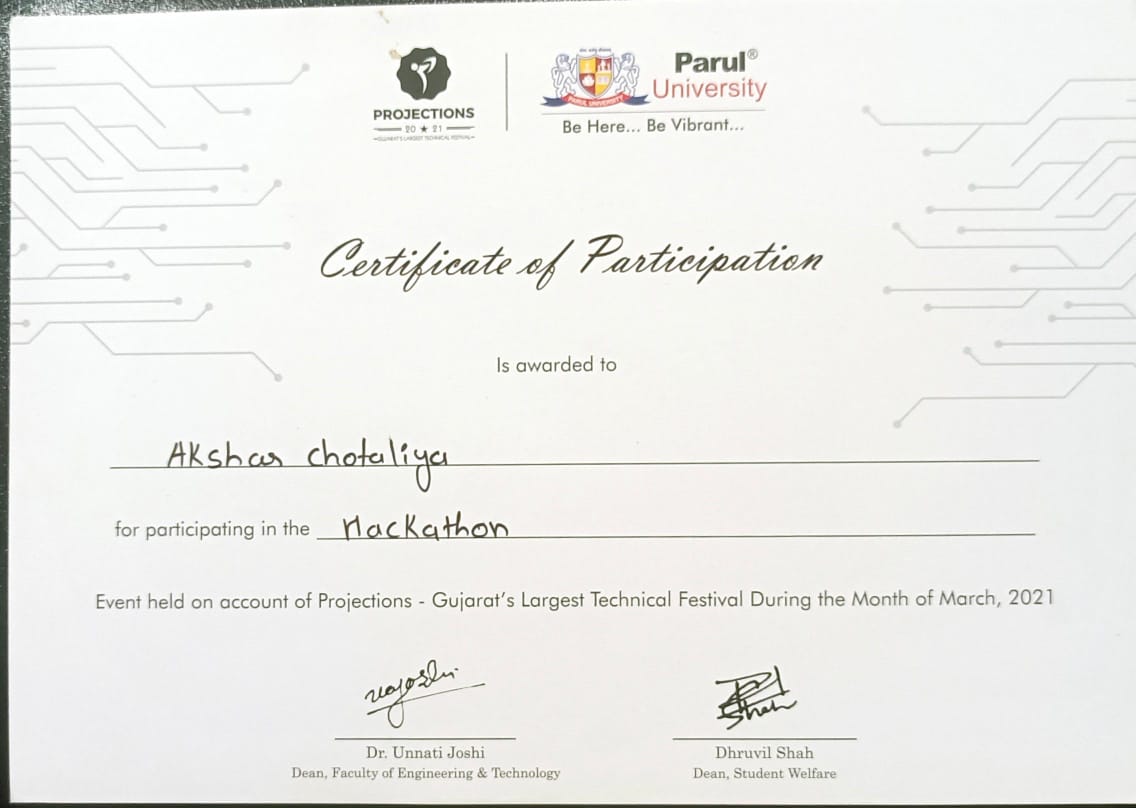 PROJECTIONS
20 ★ 21
GUJARAT'S LARGEST TECHNICAL FESTIVAL
PARUL UNIVERSITY
Parul®
University
Be Here... Be Vibrant...
Certificate of Participation
Is awarded to
Akshar Chotaliya
for participating in the Hackathon
Event held on account of Projections - Gujarat's Largest Technical Festival During the Month of March, 2021
Shah
Dr. Unnati Joshi
Dean, Faculty of Engineering & Technology
Dhruvil Shah
Dean, Student Welfare